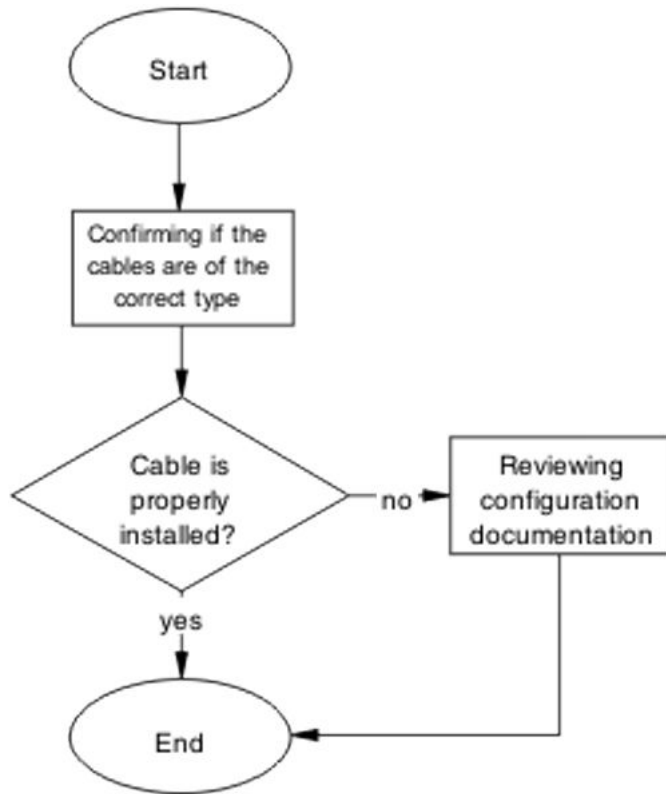 Start
Confirming if the
cables are of the
correct type
Cable is
properly
installed?
no
Reviewing
configuration
documentation
yes
End